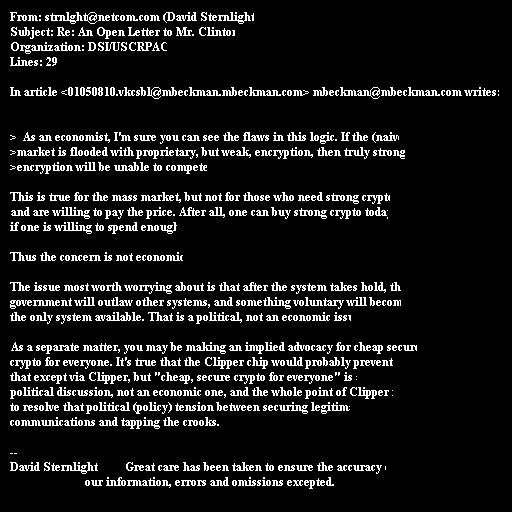 From: strnlght@netcom.com (David Sternlight
Subject: Re: An Open Letter to Mr. Clinton
Organization: DSI/USCRPAC
Lines: 29

In article <01050810.vkcsbl@mbeckman.mbeckman.com> mbeckman@mbeckman.com writes:

>  As an economist, I'm sure you can see the flaws in this logic. If the (naiv
>market is flooded with proprietary, but weak, encryption, then truly strong
>encryption will be unable to compete

This is true for the mass market, but not for those who need strong crypt
and are willing to pay the price. After all, one can buy strong crypto toda
if one is willing to spend enough

Thus the concern is not economic

The issue most worth worrying about is that after the system takes hold, th
government will outlaw other systems, and something voluntary will becom
the only system available. That is a political, not an economic issu

As a separate matter, you may be making an implied advocacy for cheap secure
crypto for everyone. It's true that the Clipper chip would probably prevent
that except via Clipper, but "cheap, secure crypto for everyone" is
political discussion, not an economic one, and the whole point of Clipper
to resolve that political (policy) tension between securing legitim
communications and tapping the crooks.

--
David Sternlight         Great care has been taken to ensure the accuracy
our information, errors and omissions excepted.